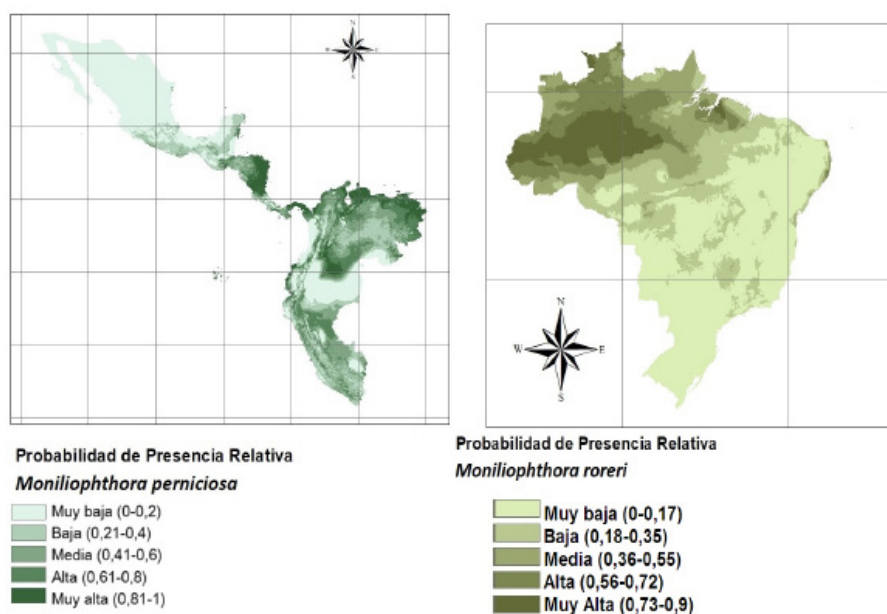 N
W
E
S
Probabilidad de Presencia Relativa
Moniliophthora perniciosa
Muy baja (0-0,2)
Baja (0,21-0,4)
Media (0,41-0,6)
Alta (0,61-0,8)
Muy alta (0,81-1)
N
W
E
S
Probabilidad de Presencia Relativa
Moniliophthora roreri
Muy baja (0-0,17)
Baja (0,18-0,35)
Media (0,36-0,55)
Alta (0,56-0,72)
Muy Alta (0,73-0,9)